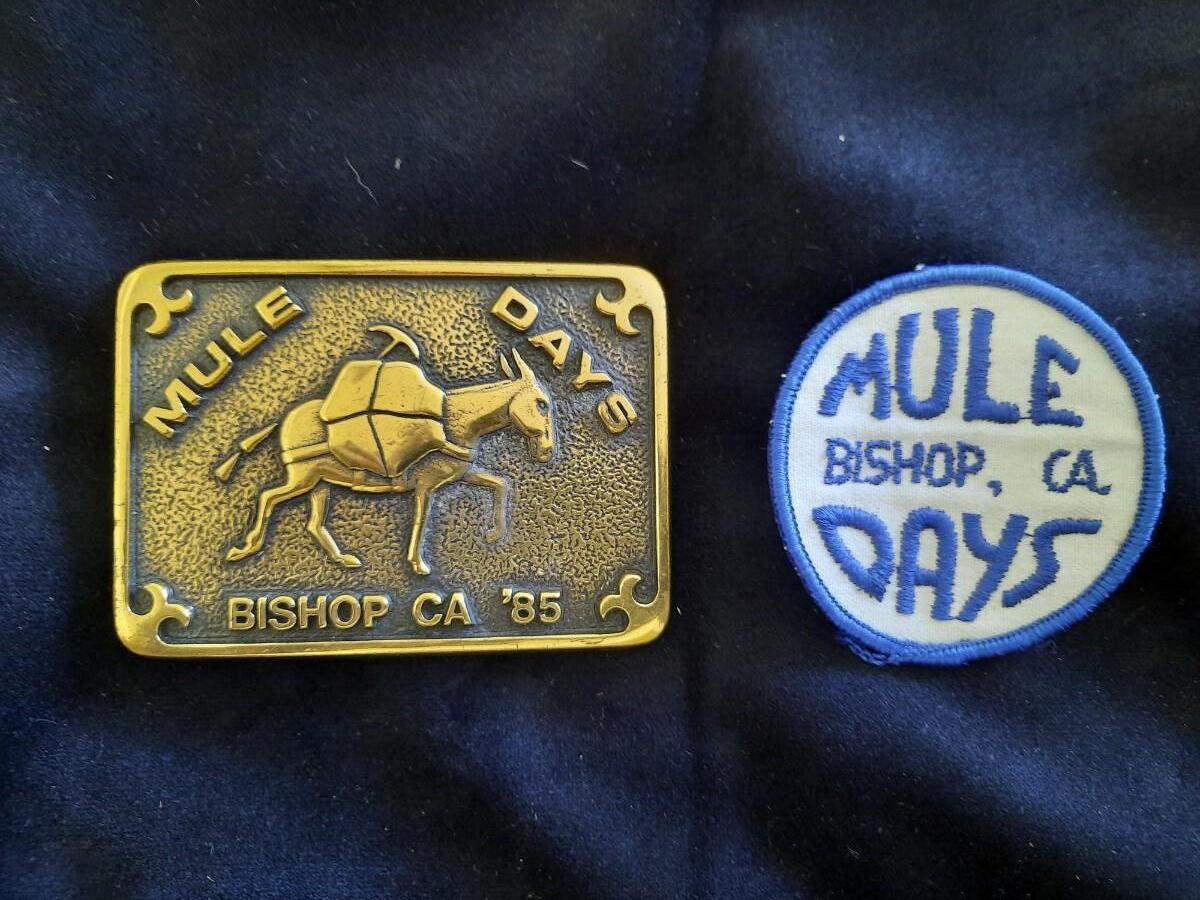 MULE DAYS
BISHOP CA '85
MULE
BISHOP, CA.
DAYS